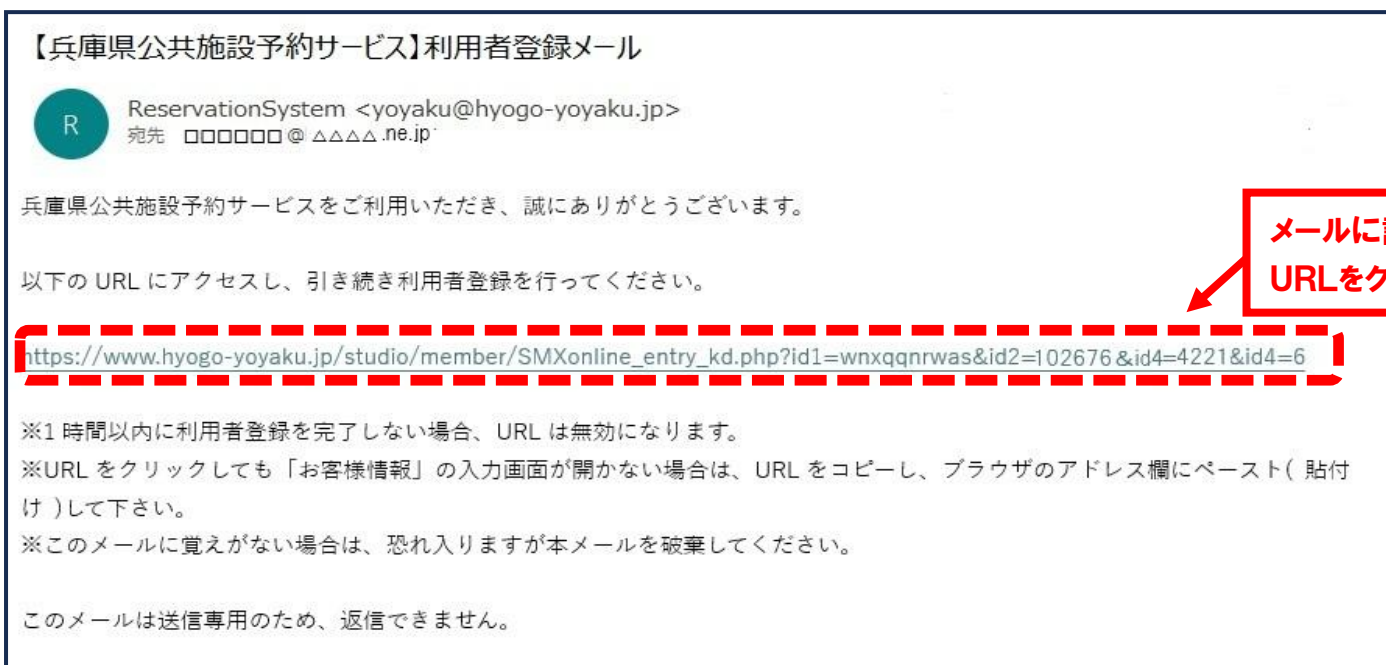 【兵庫県公共施設予約サービス】利用者登録メール
R
ReservationSystem <yoyaku@hyogo-yoyaku.jp>
宛先 □□□□□□@ △△△△.ne.jp
兵庫県公共施設予約サービスをご利用いただき、誠にありがとうございます。
メールに
URLをク
以下の URL にアクセスし、引き続き利用者登録を行ってください。
https://www.hyogo-yoyaku.jp/studio/member/SMXonline_entry_kd.php?id1=wnxqqnrwas&id2=102676&id4=4221&id4=6
※1 時間以内に利用者登録を完了しない場合、URL は無効になります。
※URL をクリックしても「お客様情報」の入力画面が開かない場合は、URL をコピーし、ブラウザのアドレス欄にペースト( 貼付
け )して下さい。
※このメールに覚えがない場合は、恐れ入りますが本メールを破棄してください。
このメールは送信専用のため、返信できません。